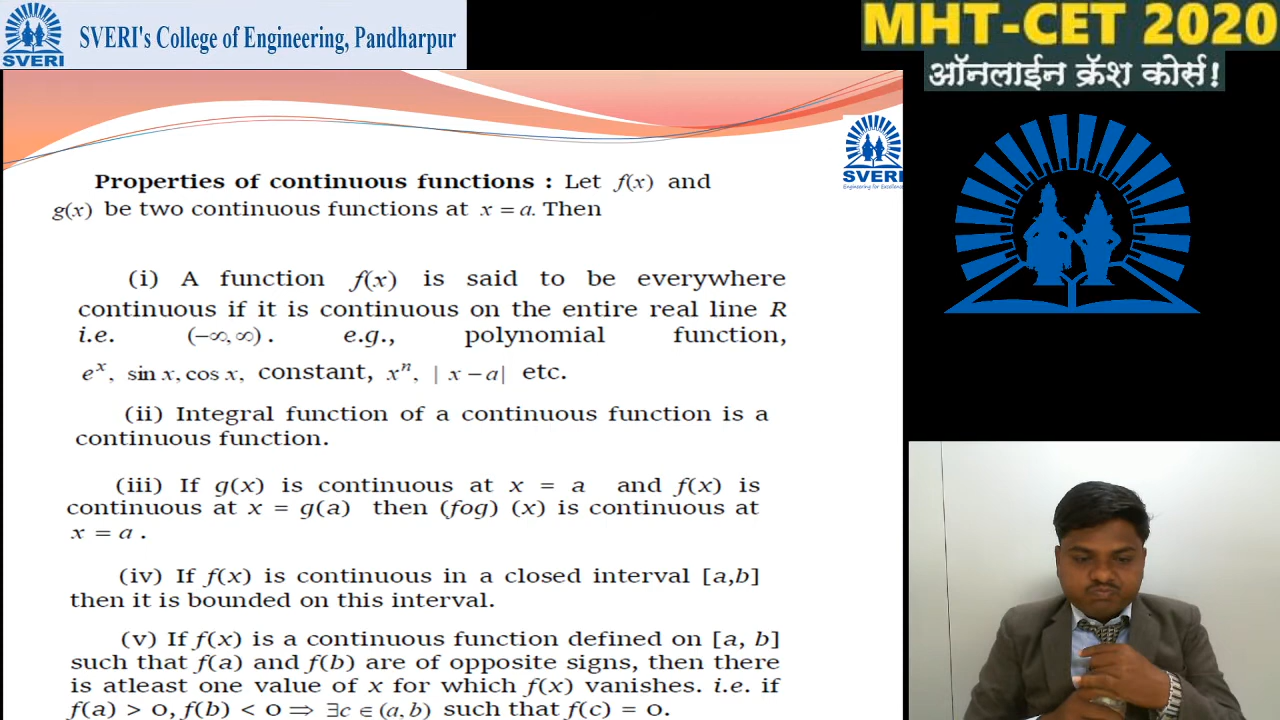 SVERI
SVERI's College of Engineering, Pandharpur
MHT-CET 2020
ऑनलाईन क्रॅश कोर्स!
SVERI
Engineering for Excellence
Properties of continuous functions : Let f(x) and
g(x) be two continuous functions at x = a. Then
(i) A function f(x) is said to be everywhere
continuous if it is continuous on the entire real line R
i.e. (−∞, ∞). e.g., polynomial function,
eˣ, sin x, cos x, constant, xⁿ, | x − a| etc.
(ii) Integral function of a continuous function is a
continuous function.
(iii) If g(x) is continuous at x = a and f(x) is
continuous at x = g(a) then (fog) (x) is continuous at
x = a .
(iv) If f(x) is continuous in a closed interval [a,b]
then it is bounded on this interval.
(v) If f(x) is a continuous function defined on [a, b]
such that f(a) and f(b) are of opposite signs, then there
is atleast one value of x for which f(x) vanishes. i.e. if
f(a) > 0, f(b) < 0 ⇒ ∃c ∈ (a, b) such that f(c) = 0.